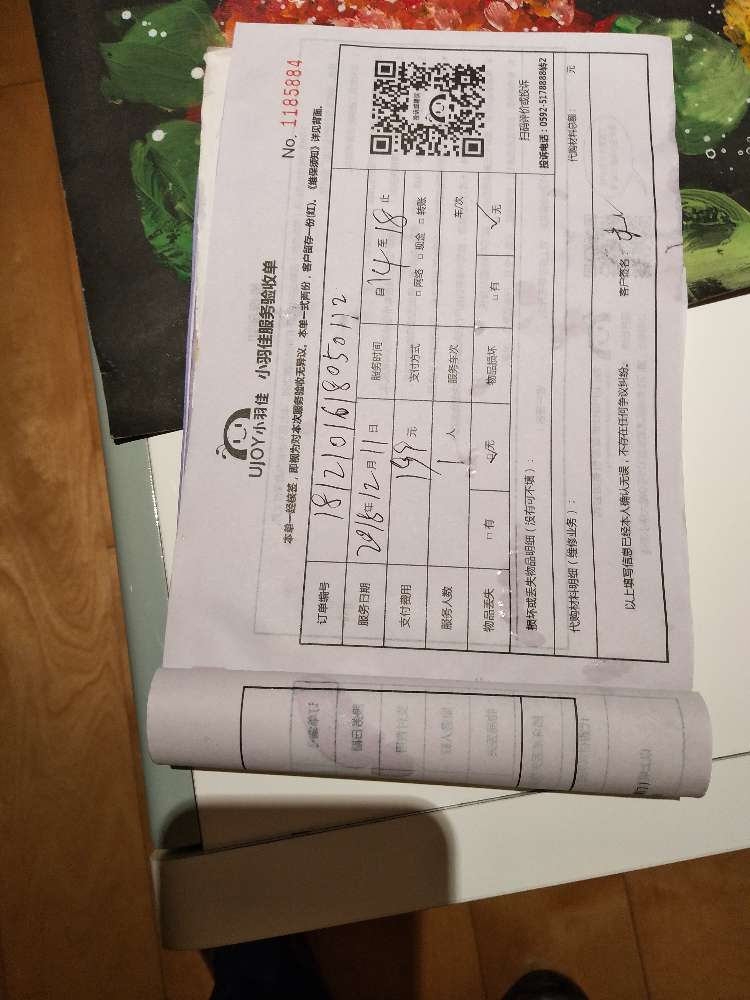 UJOY小羽佳 小羽佳服务验收单
No. 1185884
本单一经续签，即视为对本次服务验收无异议。本单一式两份，客户留存一份(红)，《维保须知》详见背面。
订单编号 18121016180501 12
服务日期 2018年12月11日 服务时间 自14至18止
支付费用 199元 支付方式 □网络 □现金 □转账
服务人数 1人 服务车次 车/次
物品丢失 □有 ☑无 物品损坏 □有 ☑无
扫码评价或投诉
投诉电话：0592-5178888转2
损坏或丢失物品明细（没有可不填）：
代购材料明细（维修业务）： 代购材料总额： 元
以上填写信息已经本人确认无误，不存在任何争议纠纷。 客户签名：